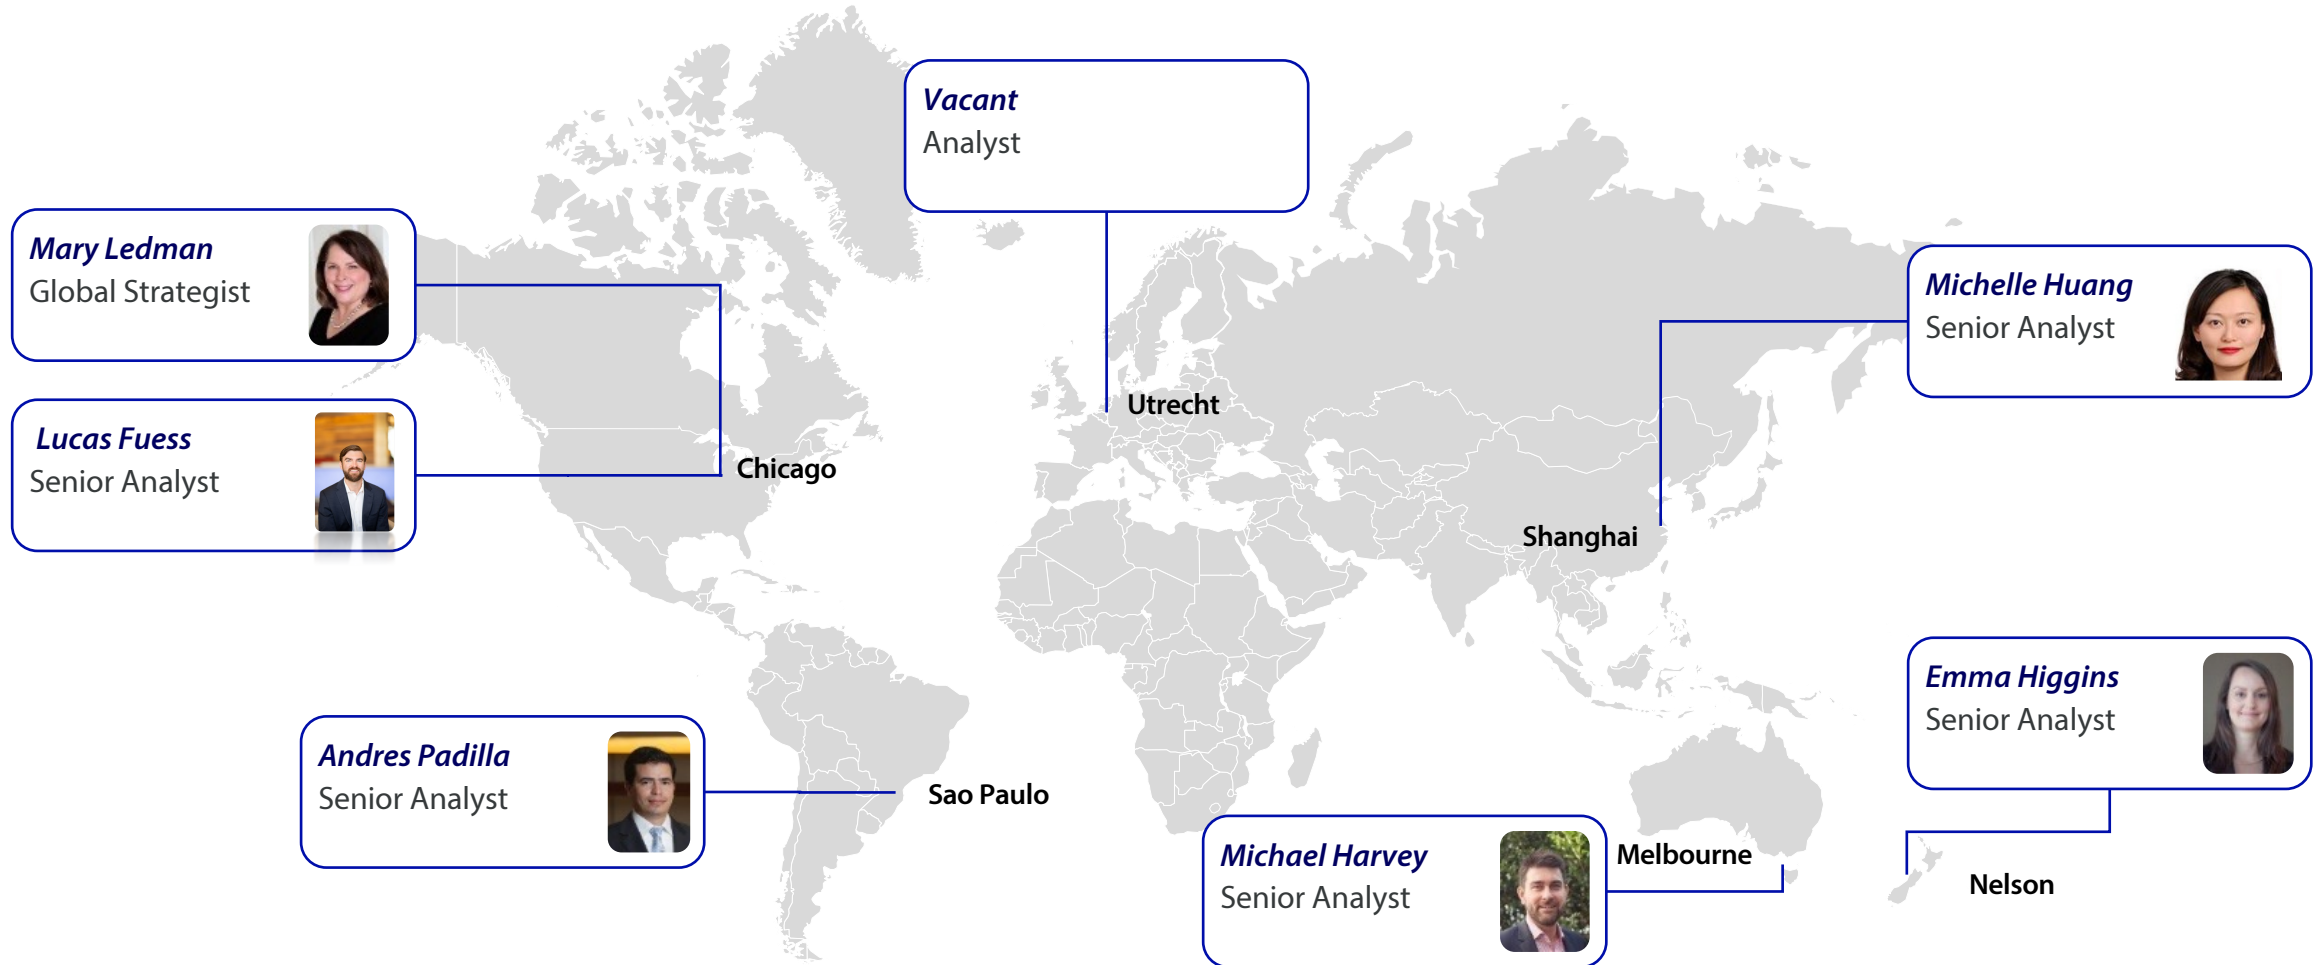 Vacant
Analyst
Mary Ledman
Global Strategist
Michelle Huang
Senior Analyst
Lucas Fuess
Senior Analyst
Utrecht
Chicago
Shanghai
Emma Higgins
Senior Analyst
Andres Padilla
Senior Analyst
Sao Paulo
Michael Harvey
Senior Analyst
Melbourne
Nelson